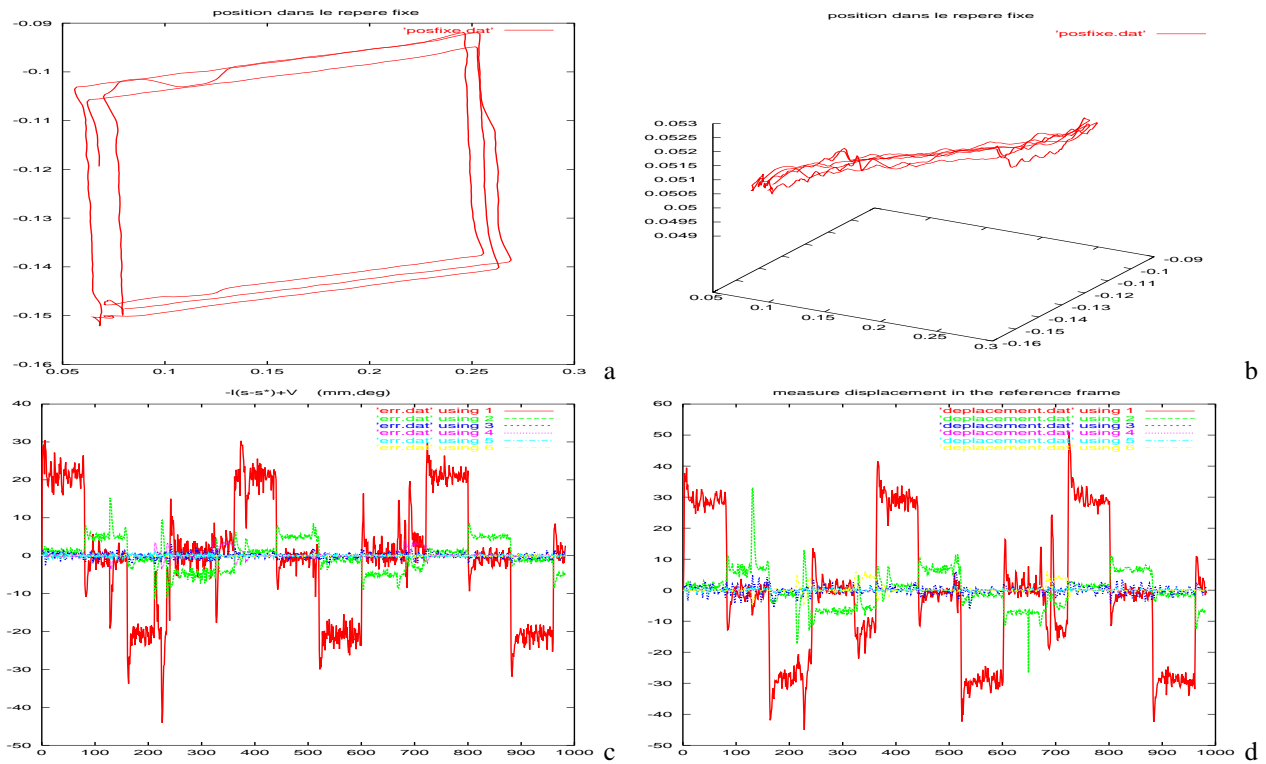 position dans le repere fixe
'posfixe.dat'
-0.09
-0.1
-0.11
-0.12
-0.13
-0.14
-0.15
-0.16
0.05 0.1 0.15 0.2 0.25 0.3
a
position dans le repere fixe
'posfixe.dat'
0.053
0.0525
0.052
0.0515
0.051
0.0505
0.05
0.0495
0.049
0.05 0.1 0.15 0.2 0.25 0.3
-0.09
-0.1
-0.11
-0.12
-0.13
-0.14
-0.15
-0.16
b
-l(s-s*)+V (mm,deg)
'err.dat' using 1
'err.dat' using 2
'err.dat' using 3
'err.dat' using 4
'err.dat' using 5
'err.dat' using 6
40
30
20
10
0
-10
-20
-30
-40
-50
0 100 200 300 400 500 600 700 800 900 1000
c
measure displacement in the reference frame
'deplacement.dat' using 1
'deplacement.dat' using 2
'deplacement.dat' using 3
'deplacement.dat' using 4
'deplacement.dat' using 5
'deplacement.dat' using 6
60
50
40
30
20
10
0
-10
-20
-30
-40
-50
0 100 200 300 400 500 600 700 800 900 1000
d